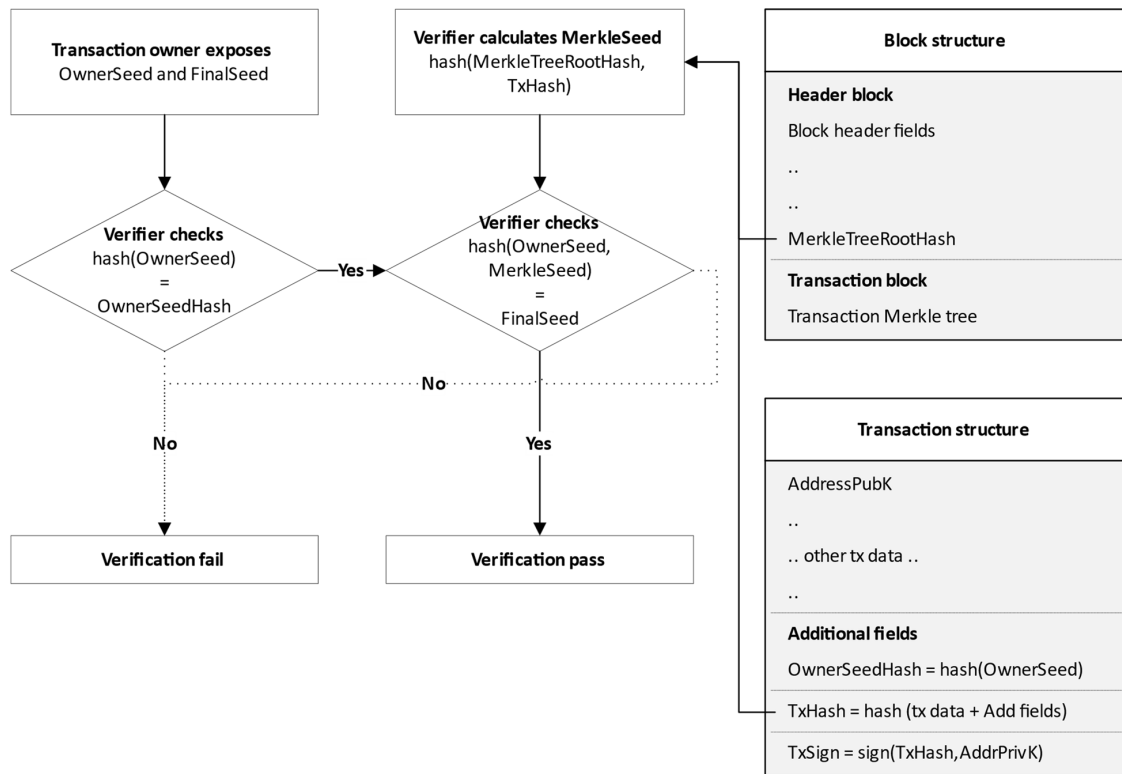 Transaction owner exposes
OwnerSeed and FinalSeed
Verifier calculates MerkleSeed
hash(MerkleTreeRootHash,
TxHash)
Verifier checks
hash(OwnerSeed)
=
OwnerSeedHash
Yes
Verifier checks
hash(OwnerSeed,
MerkleSeed)
=
FinalSeed
No
No
Yes
Verification fail
Verification pass
Block structure
Header block
Block header fields
..
..
MerkleTreeRootHash
Transaction block
Transaction Merkle tree
Transaction structure
AddressPubK
..
.. other tx data ..
..
Additional fields
OwnerSeedHash = hash(OwnerSeed)
TxHash = hash (tx data + Add fields)
TxSign = sign(TxHash,AddrPrivK)